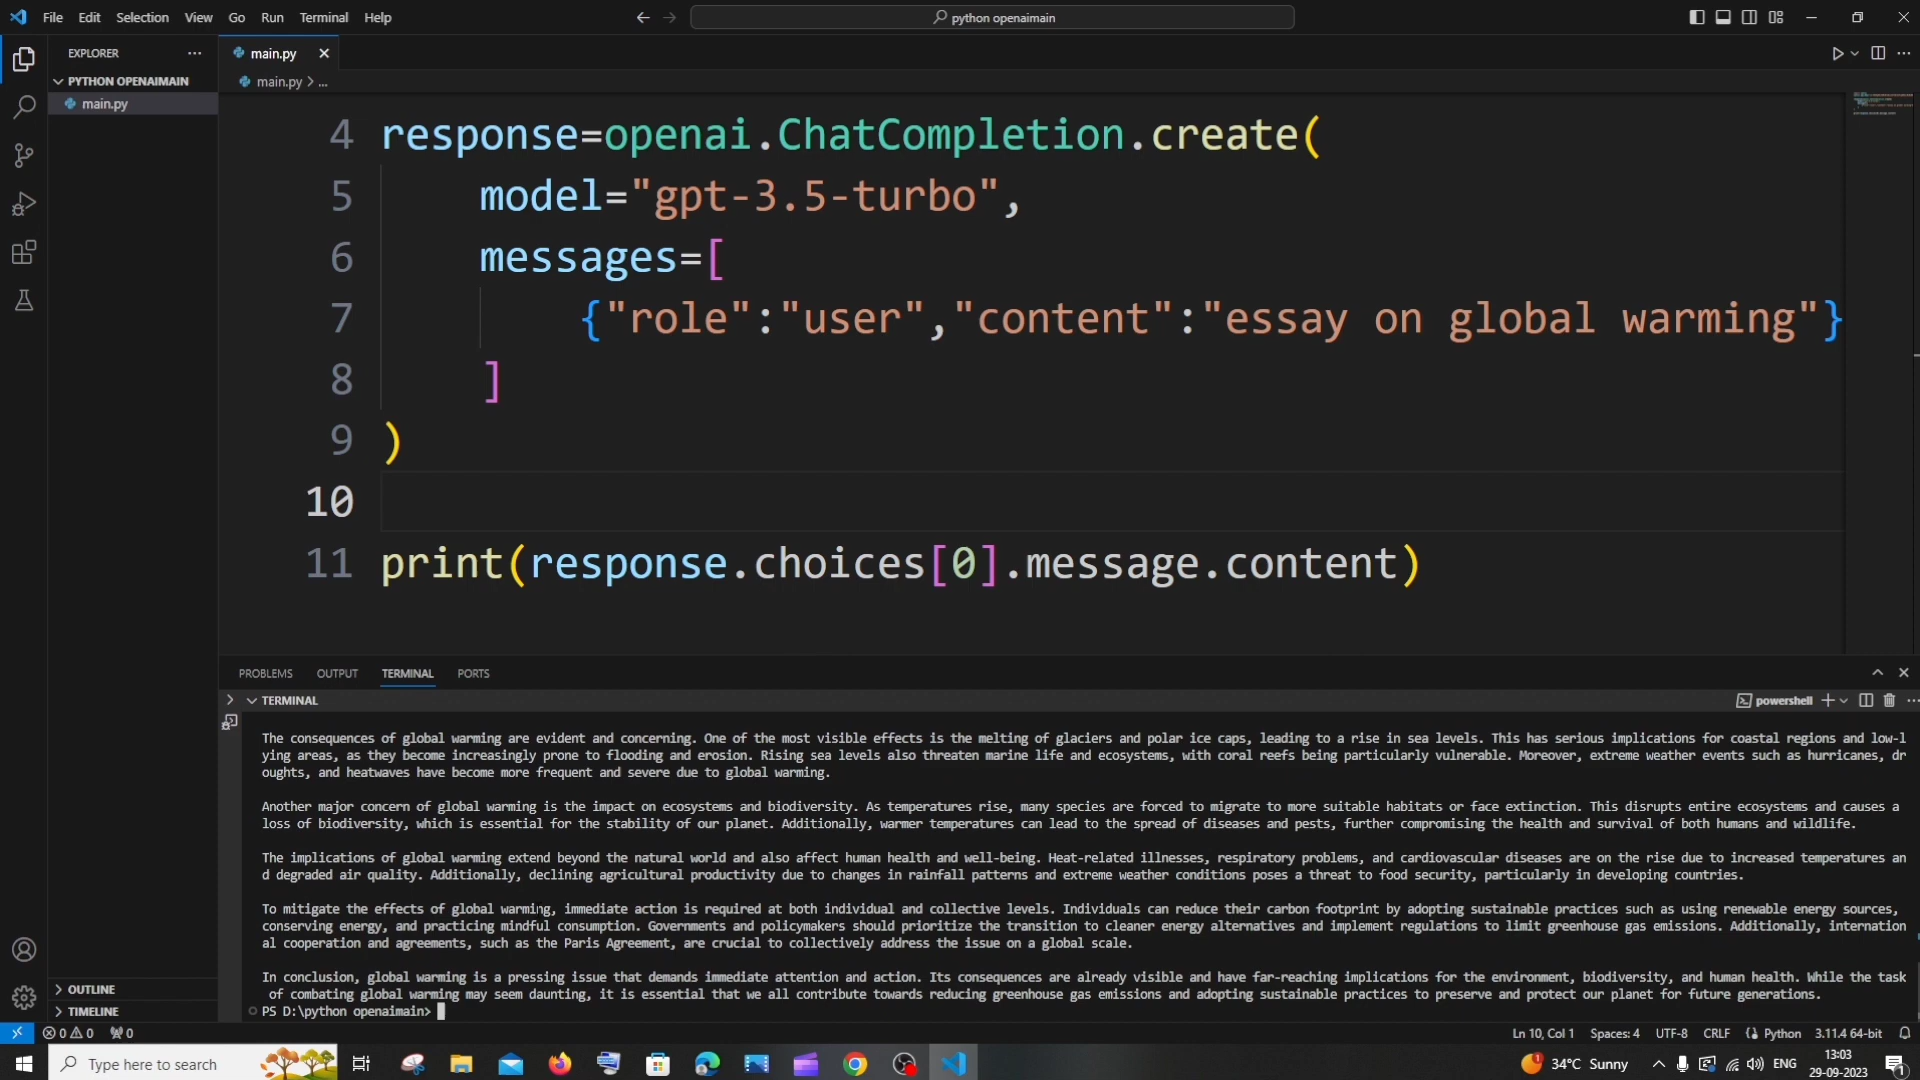 File Edit Selection View Go Run Terminal Help
python openaimain
EXPLORER
PYTHON OPENAIMAIN
main.py
OUTLINE
TIMELINE
main.py
main.py > ...
4 response=openai.ChatCompletion.create(
5 model="gpt-3.5-turbo",
6 messages=[
7 {"role":"user","content":"essay on global warming"}
8 ]
9 )
10
11 print(response.choices[0].message.content)
PROBLEMS OUTPUT TERMINAL PORTS
TERMINAL
powershell
The consequences of global warming are evident and concerning. One of the most visible effects is the melting of glaciers and polar ice caps, leading to a rise in sea levels. This has serious implications for coastal regions and low-l
ying areas, as they become increasingly prone to flooding and erosion. Rising sea levels also threaten marine life and ecosystems, with coral reefs being particularly vulnerable. Moreover, extreme weather events such as hurricanes, dr
oughts, and heatwaves have become more frequent and severe due to global warming.
Another major concern of global warming is the impact on ecosystems and biodiversity. As temperatures rise, many species are forced to migrate to more suitable habitats or face extinction. This disrupts entire ecosystems and causes a
loss of biodiversity, which is essential for the stability of our planet. Additionally, warmer temperatures can lead to the spread of diseases and pests, further compromising the health and survival of both humans and wildlife.
The implications of global warming extend beyond the natural world and also affect human health and well-being. Heat-related illnesses, respiratory problems, and cardiovascular diseases are on the rise due to increased temperatures an
d degraded air quality. Additionally, declining agricultural productivity due to changes in rainfall patterns and extreme weather conditions poses a threat to food security, particularly in developing countries.
To mitigate the effects of global warming, immediate action is required at both individual and collective levels. Individuals can reduce their carbon footprint by adopting sustainable practices such as using renewable energy sources,
conserving energy, and practicing mindful consumption. Governments and policymakers should prioritize the transition to cleaner energy alternatives and implement regulations to limit greenhouse gas emissions. Additionally, internation
al cooperation and agreements, such as the Paris Agreement, are crucial to collectively address the issue on a global scale.
In conclusion, global warming is a pressing issue that demands immediate attention and action. Its consequences are already visible and have far-reaching implications for the environment, biodiversity, and human health. While the task
of combating global warming may seem daunting, it is essential that we all contribute towards reducing greenhouse gas emissions and adopting sustainable practices to preserve and protect our planet for future generations.
PS D:\python openaimain>
0 0 0
Ln 10, Col 1 Spaces: 4 UTF-8 CRLF Python 3.11.4 64-bit
Type here to search
1 34°C Sunny
ENG
13:03
29-09-2023
1